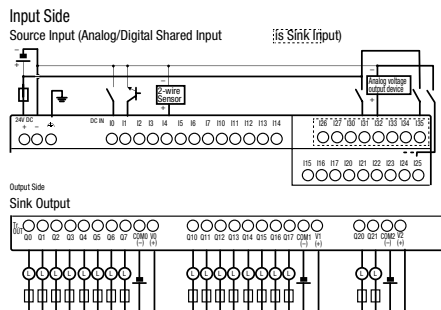 Input Side
Source Input (Analog/Digital Shared Input is Sink Input)
2-wire
Sensor
Analog voltage
output device
24V DC
+ −
DC IN I0 I1 I2 I3 I4 I5 I6 I7 I10 I11 I12 I13 I14
I26 I27 I30 I31 I32 I33 I34 I35
I15 I16 I17 I20 I21 I22 I23 I24 I25
Output Side
Sink Output
Tr.
OUT
Q0 Q1 Q2 Q3 Q4 Q5 Q6 Q7 COM0 V0 Q10 Q11 Q12 Q13 Q14 Q15 Q16 Q17 COM1 V1 Q20 Q21 COM2 V2
(−) (+) (−) (+) (−) (+)
L L L L L L L L L L L L L L L L L L